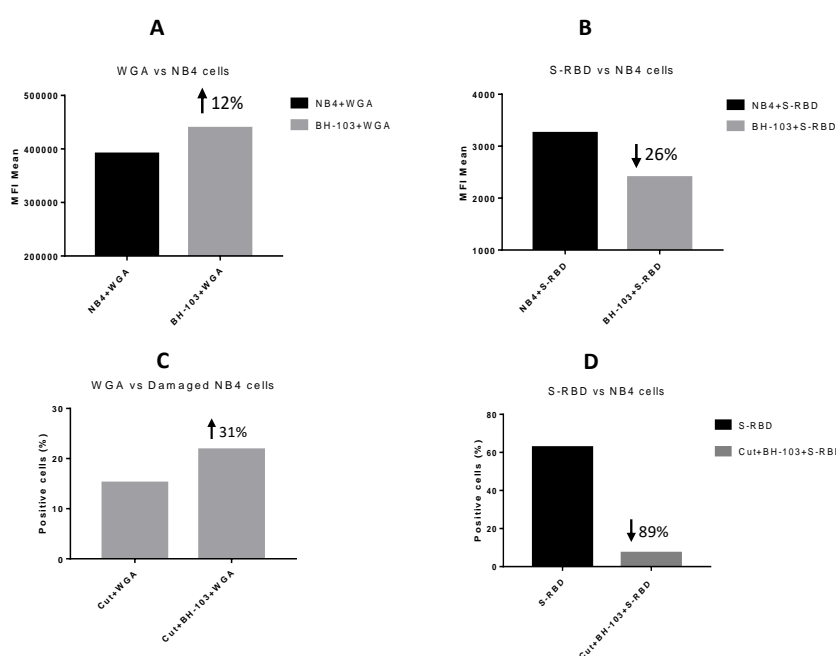 A
WGA vs NB4 cells
500000
400000
300000
200000
MFI Mean
12%
NB4+WGA
BH-103+WGA
NB4+WGA
BH-103+WGA
B
S-RBD vs NB4 cells
4000
3000
2000
1000
MFI Mean
26%
NB4+S-RBD
BH-103+S-RBD
NB4+S-RBD
BH-103+S-RBD
C
WGA vs Damaged NB4 cells
30
20
10
0
Positive cells (%)
31%
Cut+WGA
Cut+BH-103+WGA
D
S-RBD vs NB4 cells
80
60
40
20
0
Positive cells (%)
89%
S-RBD
Cut+BH-103+S-RBI
S-RBD
Cut+BH-103+S-RBD